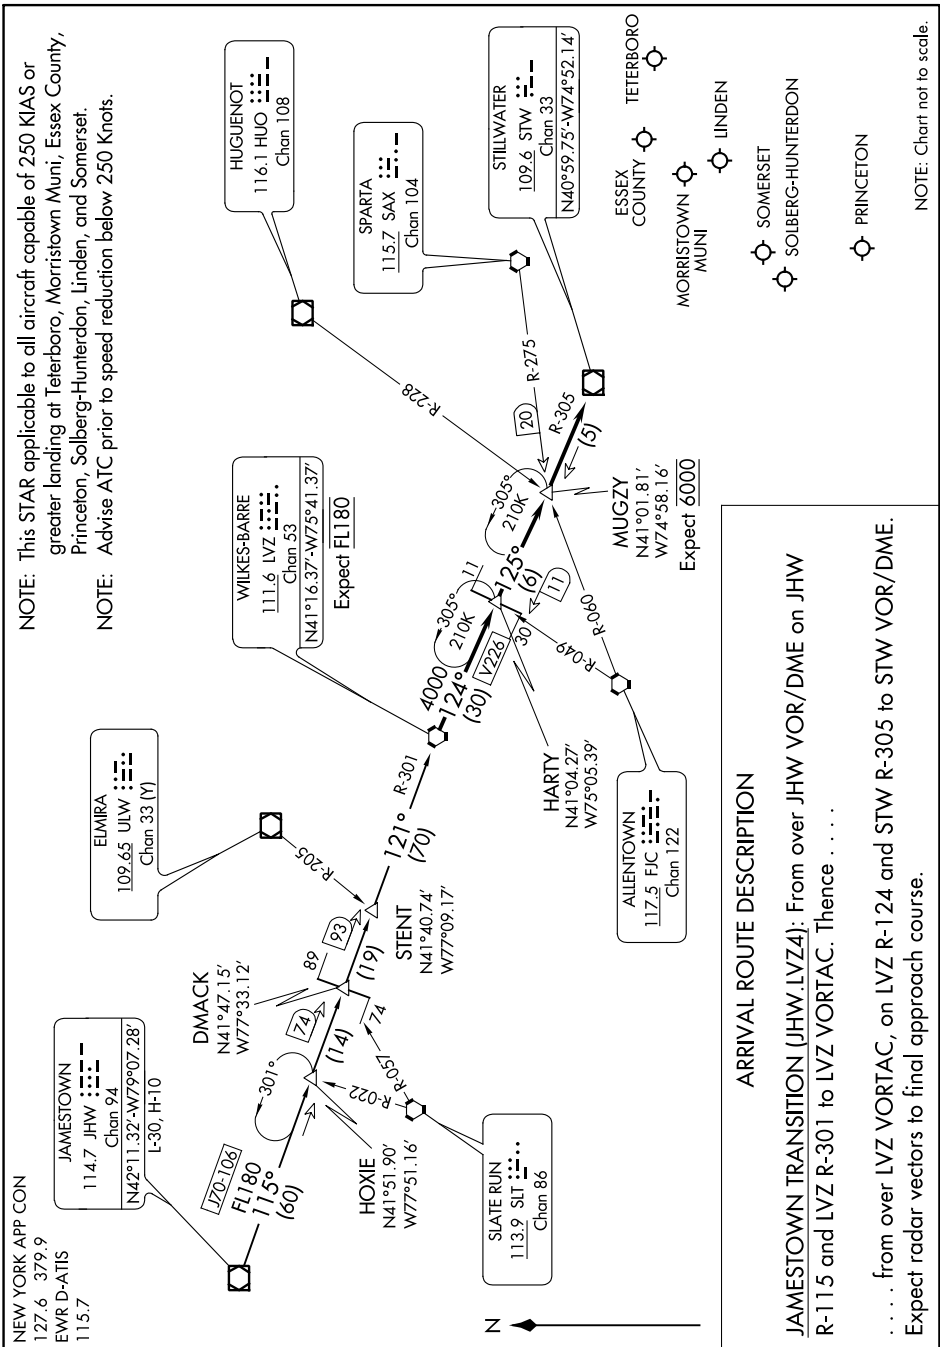 NEW YORK APP CON
127.6 379.9
EWR D-ATIS
115.7
NOTE: This STAR applicable to all aircraft capable of 250 KIAS or
greater landing at Teterboro, Morristown Muni, Essex County,
Princeton, Solberg-Hunterdon, Linden, and Somerset.
NOTE: Advise ATC prior to speed reduction below 250 Knots.
JAMESTOWN
114.7 JHW
Chan 94
N42°11.32'-W79°07.28'
L-30, H-10
ELMIRA
109.65 ULW
Chan 33 (Y)
WILKES-BARRE
111.6 LVZ
Chan 53
N41°16.37'-W75°41.37'
Expect FL180
HUGUENOT
116.1 HUO
Chan 108
SPARTA
115.7 SAX
Chan 104
STILLWATER
109.6 STW
Chan 33
N40°59.75'-W74°52.14'
J70-106
FL180
115°
(60)
301°
HOXIE
N41°51.90'
W77°51.16'
R-022
R-057
74
SLATE RUN
113.9 SLT
Chan 86
74
(14)
DMACK
N41°47.15'
W77°33.12'
89
93
(19)
R-205
STENT
N41°40.74'
W77°09.17'
121°
(70)
R-301
4000
124°
(30)
V226
305°
210K
11
30
HARTY
N41°04.27'
W75°05.39'
R-049
R-060
11
ALLENTOWN
117.5 FJC
Chan 122
125°
(6)
305°
210K
MUGZY
N41°01.81'
W74°58.16'
Expect 6000
R-228
R-275
20
R-305
(5)
ESSEX
COUNTY
TETERBORO
MORRISTOWN
MUNI
LINDEN
SOMERSET
SOLBERG-HUNTERDON
PRINCETON
NOTE: Chart not to scale.
N
ARRIVAL ROUTE DESCRIPTION
JAMESTOWN TRANSITION (JHW.LVZ4): From over JHW VOR/DME on JHW
R-115 and LVZ R-301 to LVZ VORTAC. Thence . . . .
. . . . from over LVZ VORTAC, on LVZ R-124 and STW R-305 to STW VOR/DME.
Expect radar vectors to final approach course.